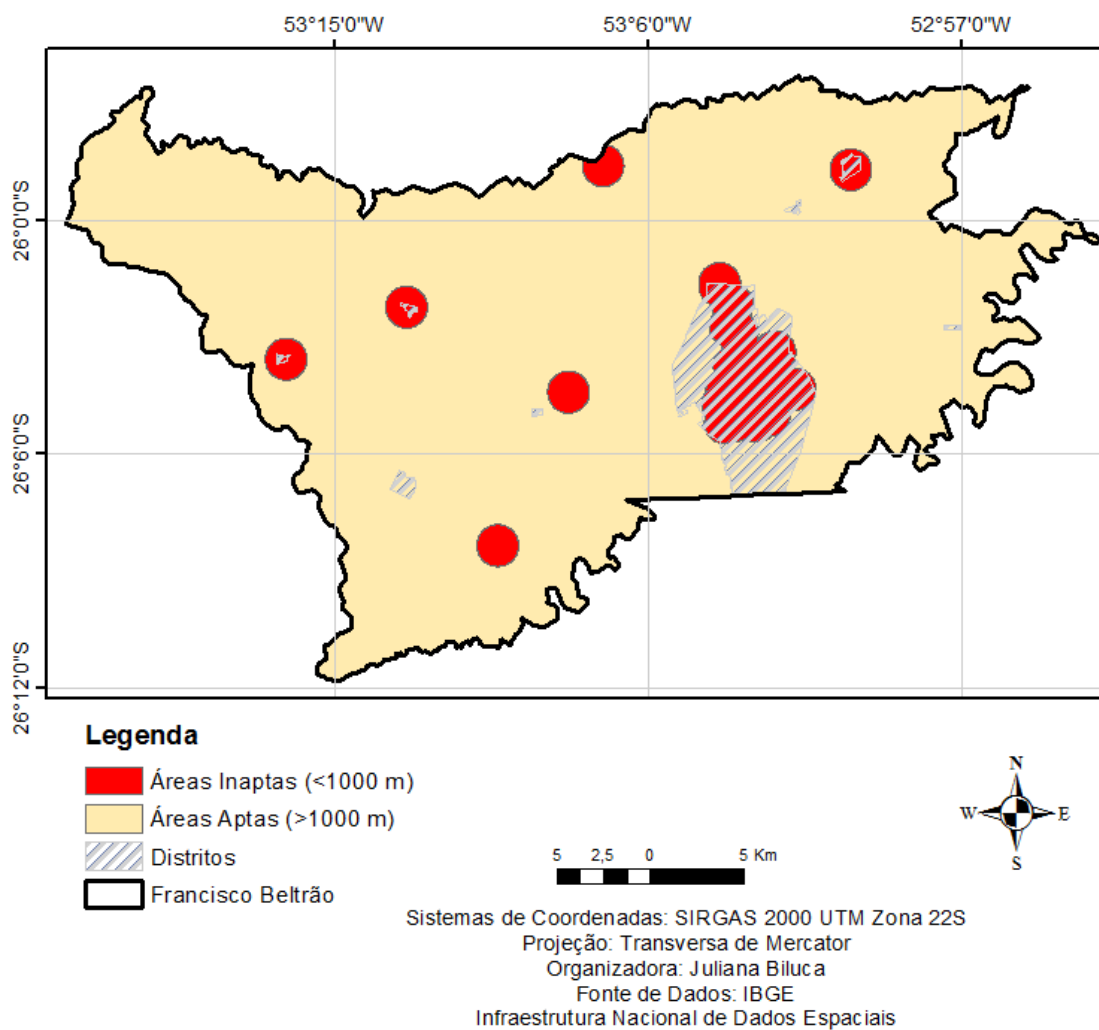 53°15'0"W 53°6'0"W 52°57'0"W
26°0'0"S
26°6'0"S
26°12'0"S
Legenda
Áreas Inaptas (<1000 m)
Áreas Aptas (>1000 m)
Distritos
Francisco Beltrão
5 2,5 0 5 Km
N
W E
S
Sistemas de Coordenadas: SIRGAS 2000 UTM Zona 22S
Projeção: Transversa de Mercator
Organizadora: Juliana Biluca
Fonte de Dados: IBGE
Infraestrutura Nacional de Dados Espaciais